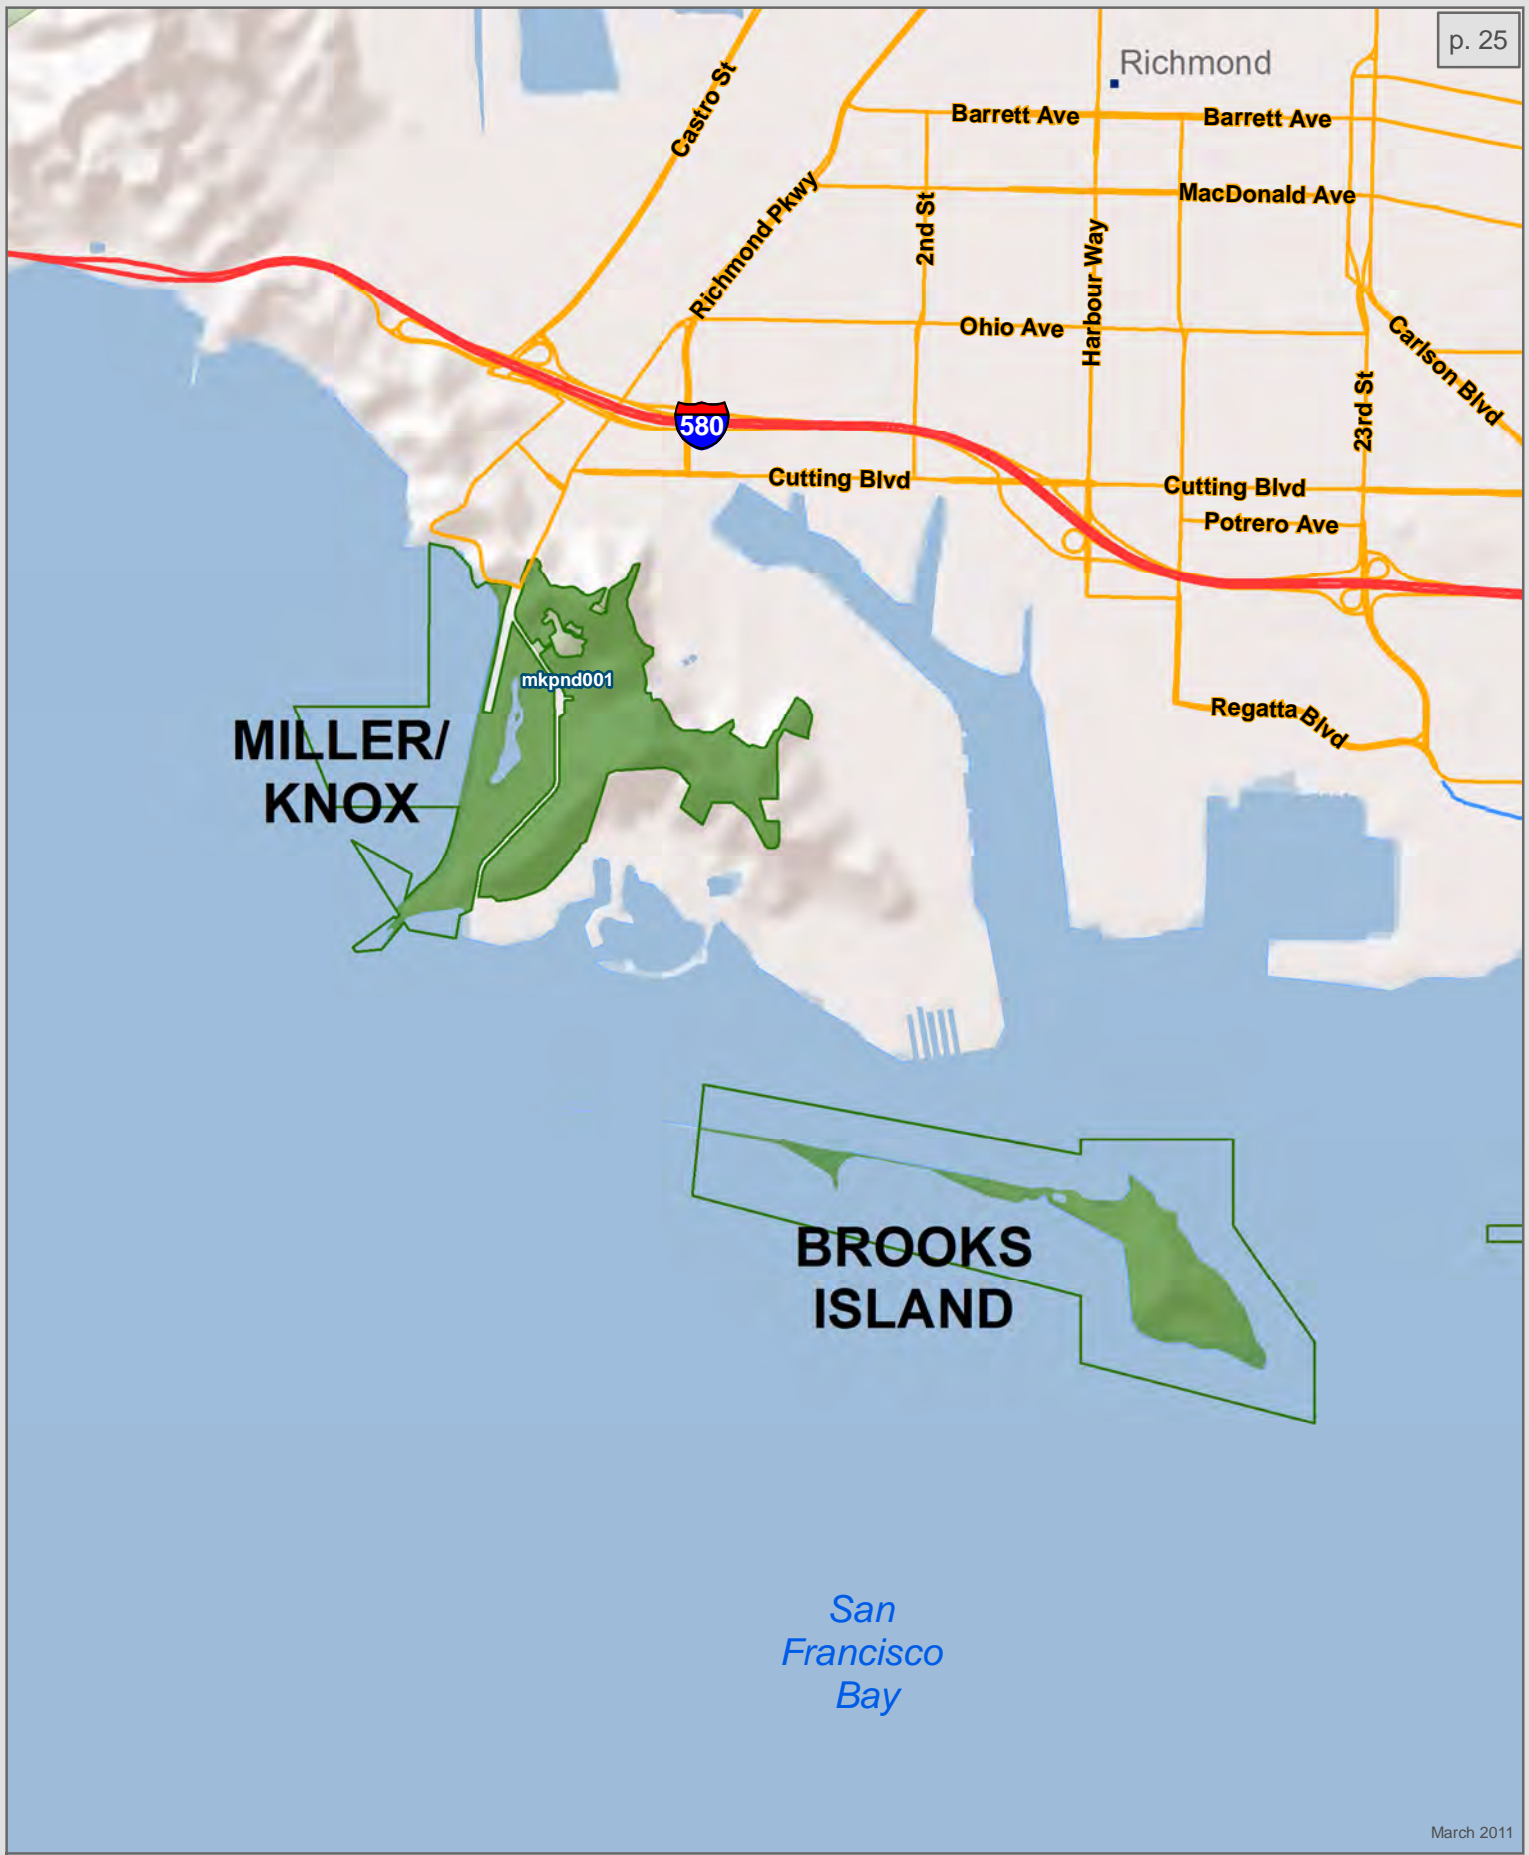 p. 25
Richmond
Castro St
Barrett Ave
Barrett Ave
Richmond Pkwy
MacDonald Ave
2nd St
Harbour Way
Ohio Ave
Carlson Blvd
23rd St
580
Cutting Blvd
Cutting Blvd
Potrero Ave
mkpnd001
Regatta Blvd
MILLER/
KNOX
BROOKS
ISLAND
San
Francisco
Bay
March 2011